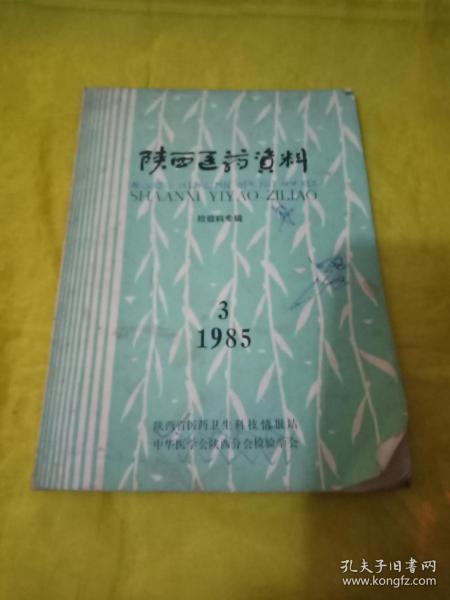 陕西医药資料
SHAANXI YIYAO ZILIAO
检验科专辑
3
1985
陕西省医药卫生科技情报站
中华医学会陕西分会检验学会
孔夫子旧书网
www.kongfz.com